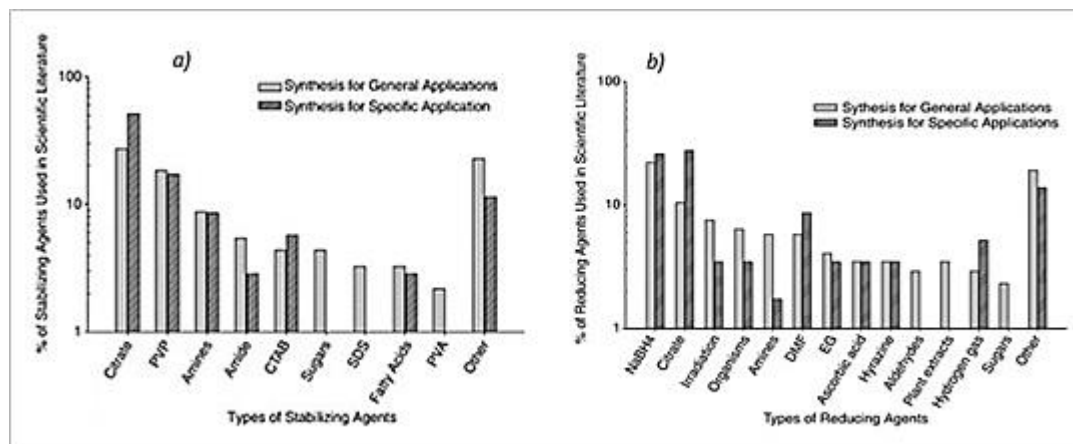 a)
Synthesis for General Applications
Synthesis for Specific Application
% of Stabilizing Agents Used in Scientific Literature
100
10
1
Citrate
PVP
Amines
Amide
CTAB
Sugars
SDS
Fatty Acids
PVA
Other
Types of Stabilizing Agents
b)
Sythesis for General Applications
Synthesis for Specific Applications
% of Reducing Agents Used in Scientific Literature
100
10
1
NaBHA
Citrate
Irradiation
Organisms
Amines
DMF
EG
Ascorbic acid
Hyrazine
Aldehydes
Plant extracts
Hydrogen gas
Sugars
Other
Types of Reducing Agents